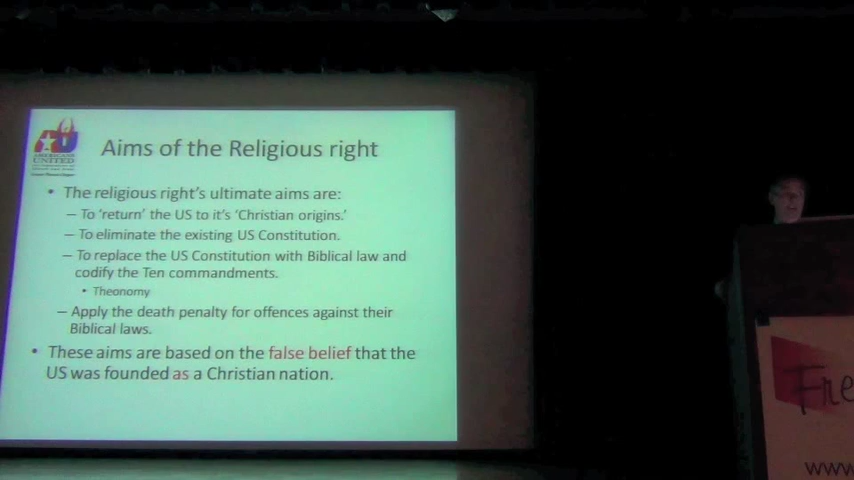 AU
AMERICANS
UNITED
Aims of the Religious right
• The religious right's ultimate aims are:
– To 'return' the US to it's 'Christian origins.'
– To eliminate the existing US Constitution.
– To replace the US Constitution with Biblical law and
codify the Ten commandments.
• Theonomy
– Apply the death penalty for offences against their
Biblical laws.
• These aims are based on the false belief that the
US was founded as a Christian nation.
Fre
www